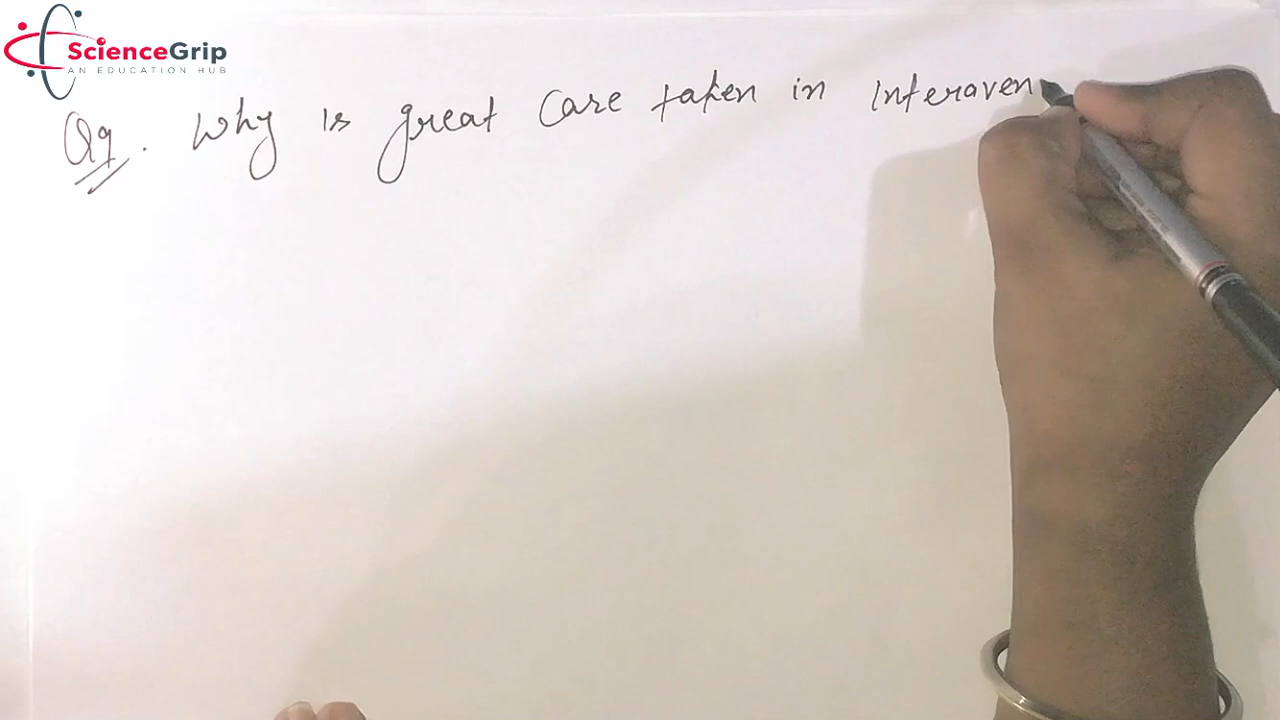 ScienceGrip
AN EDUCATION HUB
Q9. Why is great care taken in Interaven